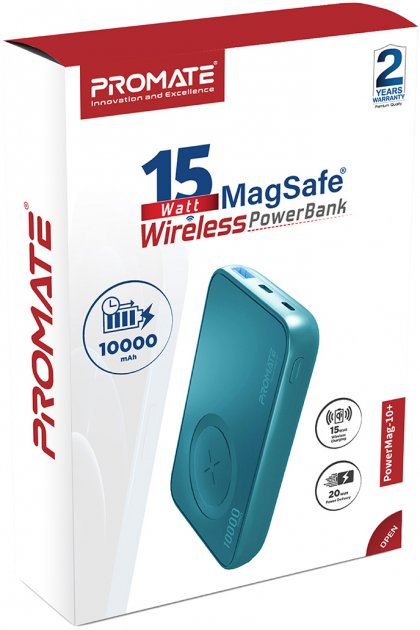 PROMATE®
Innovation and Excellence
2
YEARS
WARRANTY
Premium Quality
15
Watt
MagSafe®
Wireless PowerBank
PROMATE
10000
mAh
PROMATE
10000
15Watt
Wireless
Charging
20Watt
Power Delivery
PowerMag-10+
OPEN